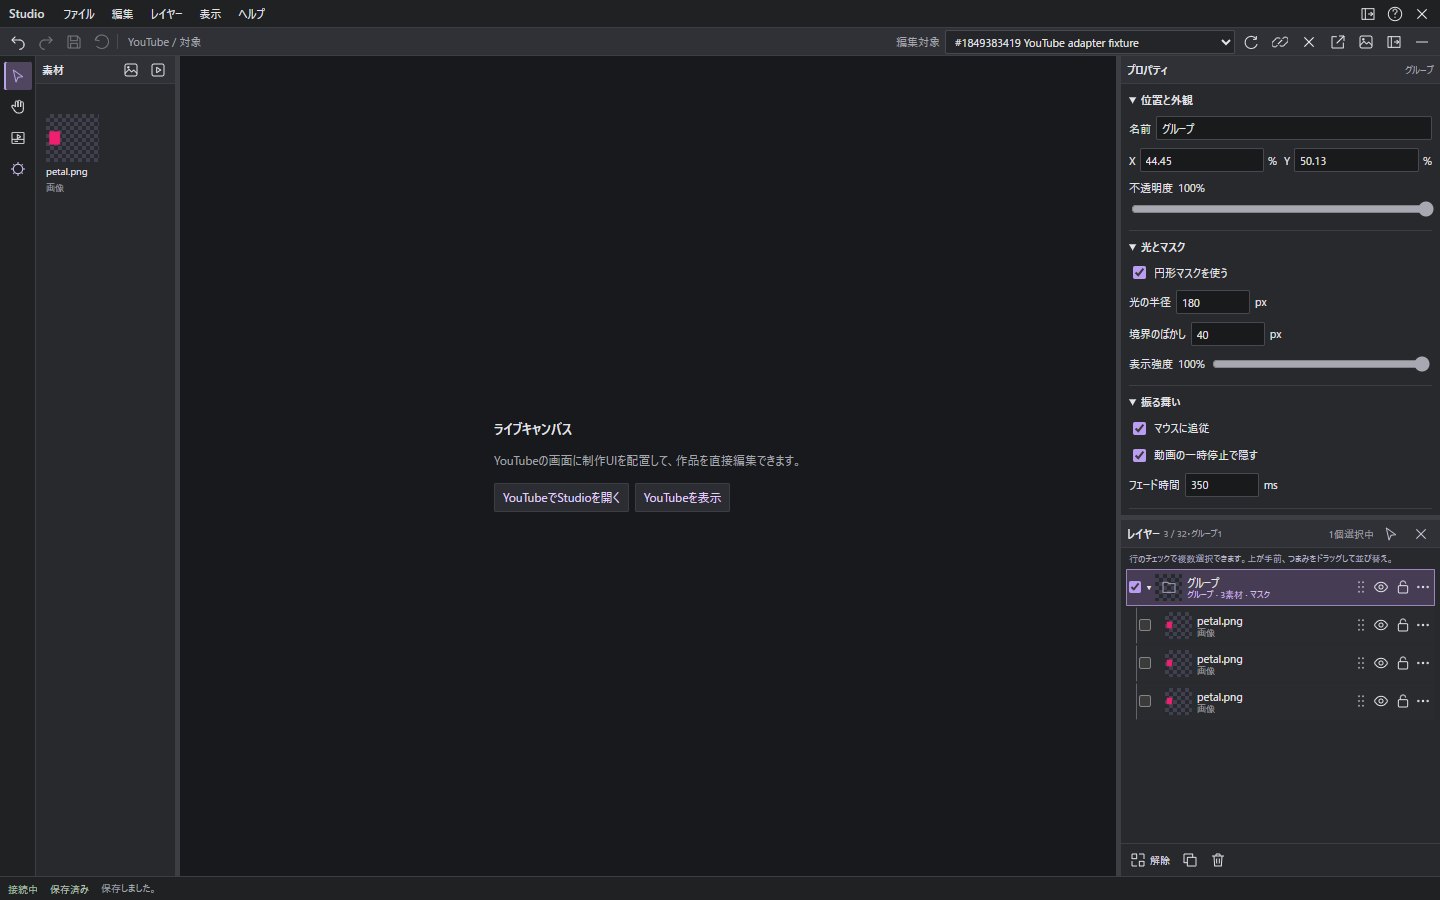 Studio ファイル 編集 レイヤー 表示 ヘルプ
YouTube / 対象
編集対象 #1849383419 YouTube adapter fixture
素材
petal.png
画像
ライブキャンバス
YouTubeの画面に制作UIを配置して、作品を直接編集できます。
YouTubeでStudioを開く YouTubeを表示
プロパティ グループ
▼ 位置と外観
名前 グループ
X 44.45 % Y 50.13 %
不透明度 100%
▼ 光とマスク
円形マスクを使う
光の半径 180 px
境界のぼかし 40 px
表示強度 100%
▼ 振る舞い
マウスに追従
動画の一時停止で隠す
フェード時間 350 ms
レイヤー 3 / 32・グループ1 1個選択中
行のチェックで複数選択できます。上が手前、つまみをドラッグして並び替え。
グループ
グループ · 3素材 · マスク
petal.png
画像
petal.png
画像
petal.png
画像
解除
接続中 保存済み 保存しました。